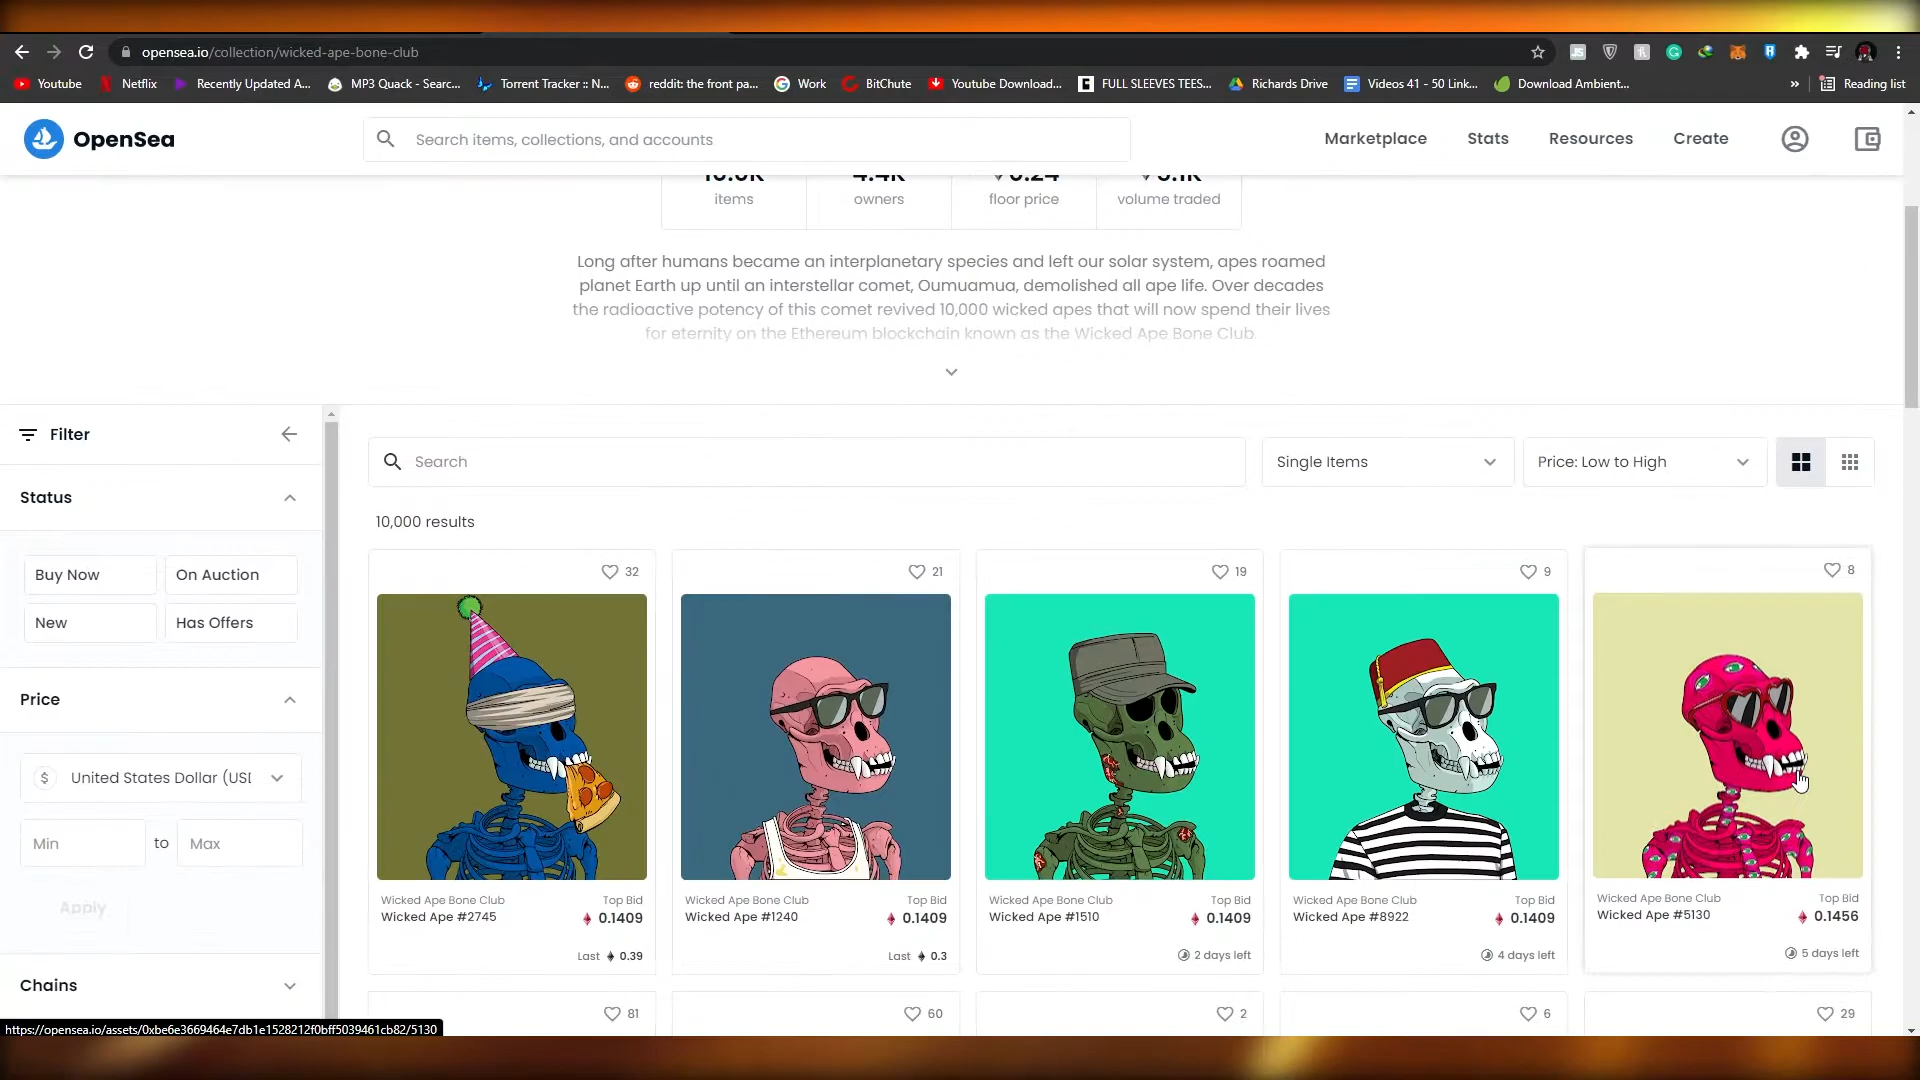 opensea.io/collection/wicked-ape-bone-club
Youtube
Netflix
Recently Updated A...
MP3 Quack - Searc...
Torrent Tracker :: N...
reddit: the front pa...
Work
BitChute
Youtube Download...
FULL SLEEVES TEES...
Richards Drive
Videos 41 - 50 Link...
Download Ambient...
»
Reading list
OpenSea
Search items, collections, and accounts
Marketplace
Stats
Resources
Create
items
owners
floor price
volume traded
Long after humans became an interplanetary species and left our solar system, apes roamed
planet Earth up until an interstellar comet, Oumuamua, demolished all ape life. Over decades
the radioactive potency of this comet revived 10,000 wicked apes that will now spend their lives
for eternity on the Ethereum blockchain known as the Wicked Ape Bone Club.
Filter
Status
Buy Now
On Auction
New
Has Offers
Price
$ United States Dollar (USD
Min
to
Max
Apply
Chains
Search
Single Items
Price: Low to High
10,000 results
32
21
19
9
8
Wicked Ape Bone Club
Wicked Ape #2745
Top Bid
0.1409
Last 0.39
Wicked Ape Bone Club
Wicked Ape #1240
Top Bid
0.1409
Last 0.3
Wicked Ape Bone Club
Wicked Ape #1510
Top Bid
0.1409
2 days left
Wicked Ape Bone Club
Wicked Ape #8922
Top Bid
0.1409
4 days left
Wicked Ape Bone Club
Wicked Ape #5130
Top Bid
0.1456
5 days left
81
60
2
6
29
https://opensea.io/assets/0xbe6e3669464e7db1e1528212f0bff5039461cb82/5130